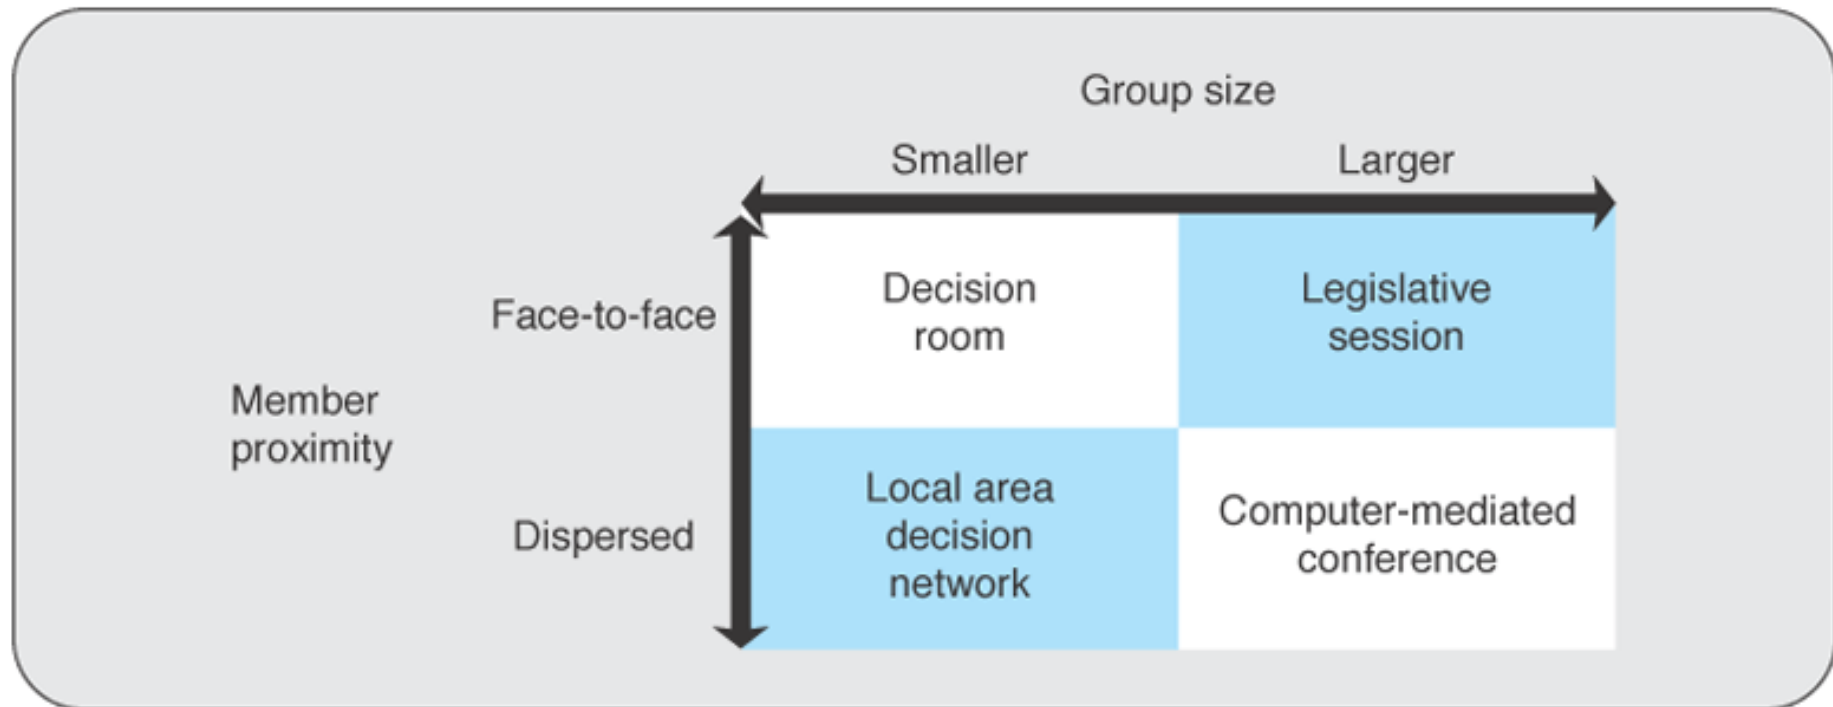 Group size
Smaller Larger
Face-to-face
Decision
room
Legislative
session
Member
proximity
Dispersed
Local area
decision
network
Computer-mediated
conference